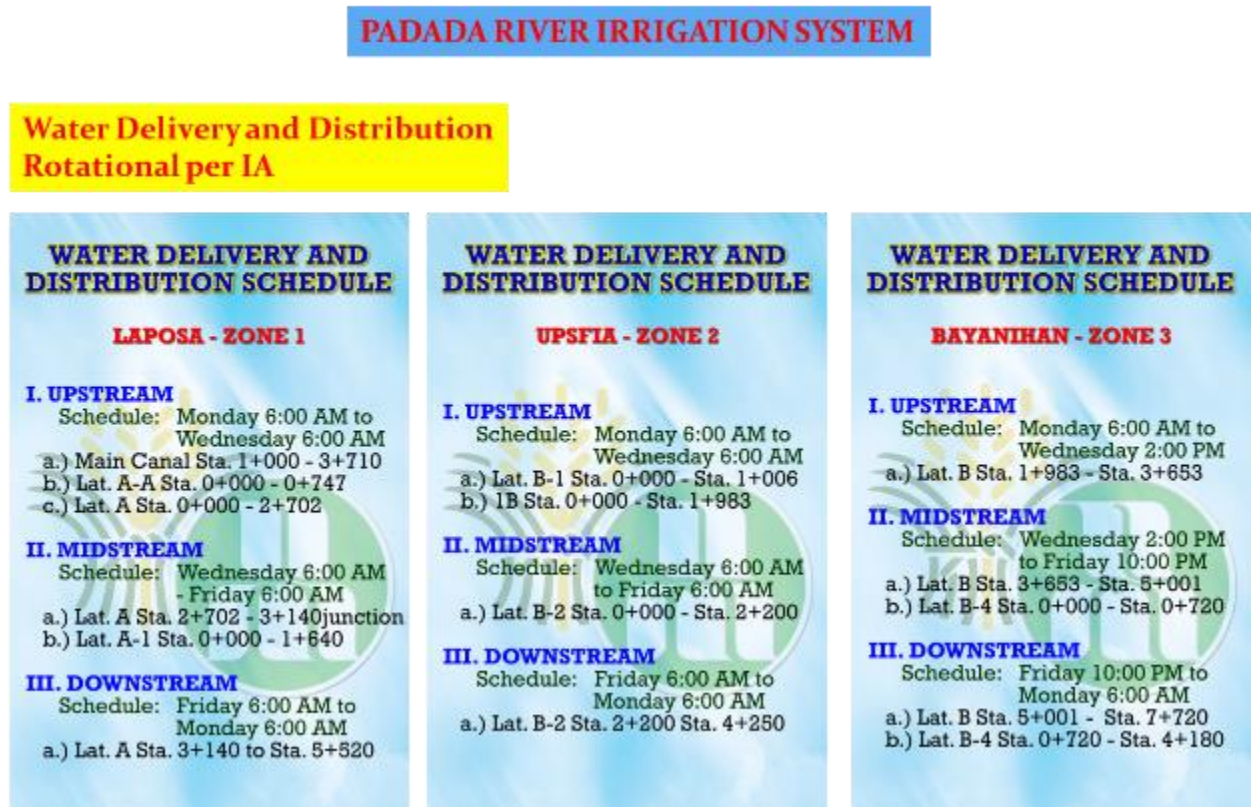 PADADA RIVER IRRIGATION SYSTEM
Water Delivery and Distribution
Rotational per IA
WATER DELIVERY AND
DISTRIBUTION SCHEDULE
LAPOSA - ZONE 1
I. UPSTREAM
Schedule: Monday 6:00 AM to
Wednesday 6:00 AM
a.) Main Canal Sta. 1+000 - 3+710
b.) Lat. A-A Sta. 0+000 - 0+747
c.) Lat. A Sta. 0+000 - 2+702
II. MIDSTREAM
Schedule: Wednesday 6:00 AM
- Friday 6:00 AM
a.) Lat. A Sta. 2+702 - 3+140junction
b.) Lat. A-1 Sta. 0+000 - 1+640
III. DOWNSTREAM
Schedule: Friday 6:00 AM to
Monday 6:00 AM
a.) Lat. A Sta. 3+140 to Sta. 5+520
WATER DELIVERY AND
DISTRIBUTION SCHEDULE
UPSFIA - ZONE 2
I. UPSTREAM
Schedule: Monday 6:00 AM to
Wednesday 6:00 AM
a.) Lat. B-1 Sta. 0+000 - Sta. 1+006
b.) 1B Sta. 0+000 - Sta. 1+983
II. MIDSTREAM
Schedule: Wednesday 6:00 AM
to Friday 6:00 AM
a.) Lat. B-2 Sta. 0+000 - Sta. 2+200
III. DOWNSTREAM
Schedule: Friday 6:00 AM to
Monday 6:00 AM
a.) Lat. B-2 Sta. 2+200 Sta. 4+250
WATER DELIVERY AND
DISTRIBUTION SCHEDULE
BAYANIHAN - ZONE 3
I. UPSTREAM
Schedule: Monday 6:00 AM to
Wednesday 2:00 PM
a.) Lat. B Sta. 1+983 - Sta. 3+653
II. MIDSTREAM
Schedule: Wednesday 2:00 PM
to Friday 10:00 PM
a.) Lat. B Sta. 3+653 - Sta. 5+001
b.) Lat. B-4 Sta. 0+000 - Sta. 0+720
III. DOWNSTREAM
Schedule: Friday 10:00 PM to
Monday 6:00 AM
a.) Lat. B Sta. 5+001 - Sta. 7+720
b.) Lat. B-4 Sta. 0+720 - Sta. 4+180